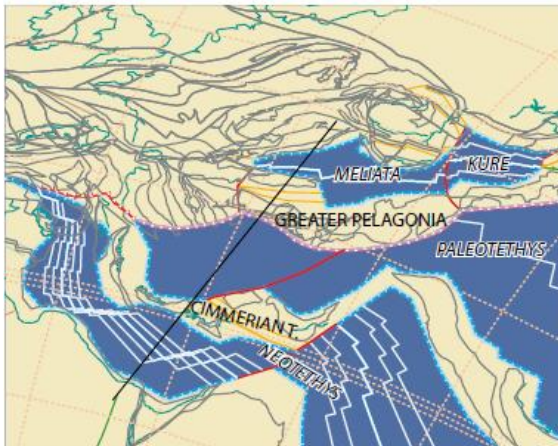 MELIATA
KURE
GREATER PELAGONIA
PALEOTETHYS
CIMMERIAN T.
NEOTETHYS